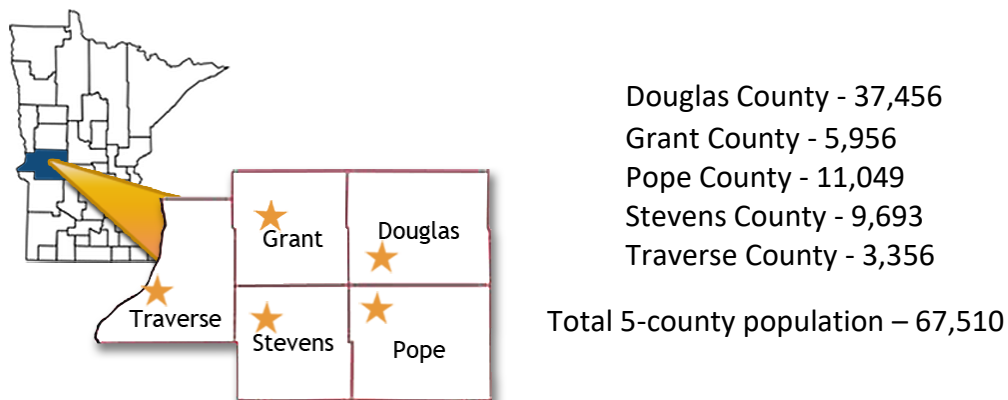 Grant
Douglas
Traverse
Stevens
Pope
Douglas County - 37,456
Grant County - 5,956
Pope County - 11,049
Stevens County - 9,693
Traverse County - 3,356
Total 5-county population – 67,510